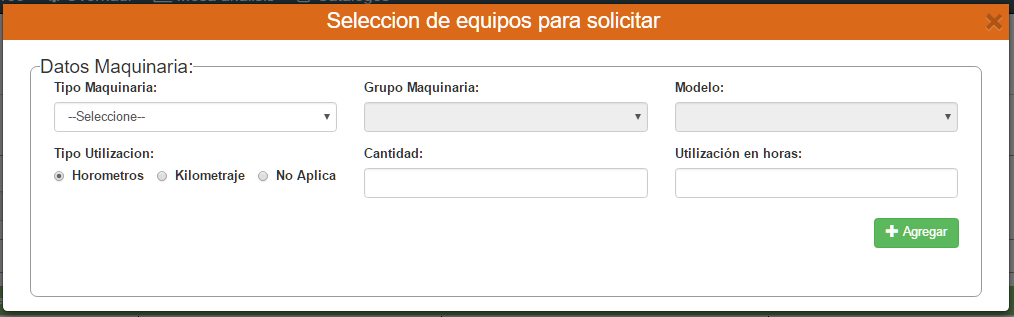 Seleccion de equipos para solicitar
Datos Maquinaria:
Tipo Maquinaria: Grupo Maquinaria: Modelo:
--Seleccione--
Tipo Utilizacion: Cantidad: Utilización en horas:
Horometros Kilometraje No Aplica
Agregar